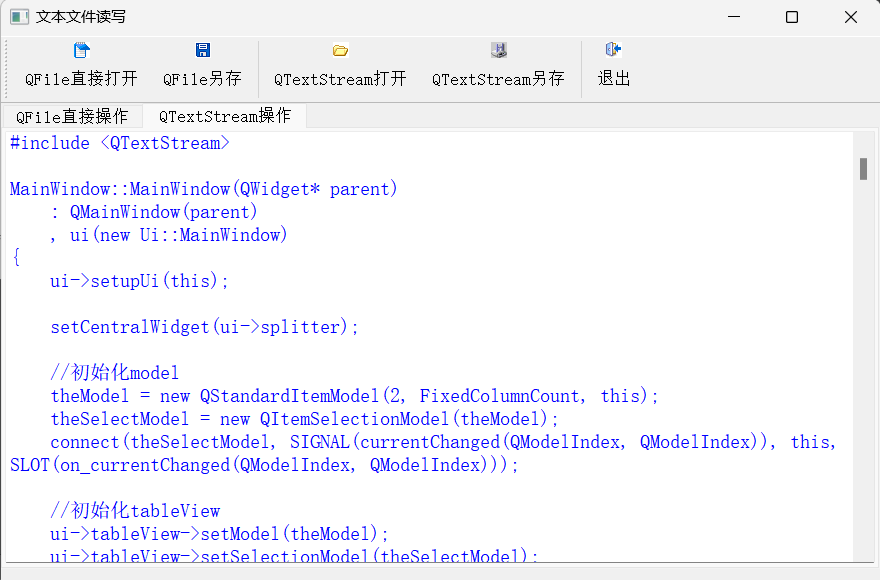 文本文件读写
QFile直接打开 QFile另存 QTextStream打开 QTextStream另存 退出
QFile直接操作 QTextStream操作
#include <QTextStream>
MainWindow::MainWindow(QWidget* parent)
    : QMainWindow(parent)
    , ui(new Ui::MainWindow)
{
    ui->setupUi(this);
    setCentralWidget(ui->splitter);
    //初始化model
    theModel = new QStandardItemModel(2, FixedColumnCount, this);
    theSelectModel = new QItemSelectionModel(theModel);
    connect(theSelectModel, SIGNAL(currentChanged(QModelIndex, QModelIndex)), this,
SLOT(on_currentChanged(QModelIndex, QModelIndex)));
    //初始化tableView
    ui->tableView->setModel(theModel);
    ui->tableView->setSelectionModel(theSelectModel);